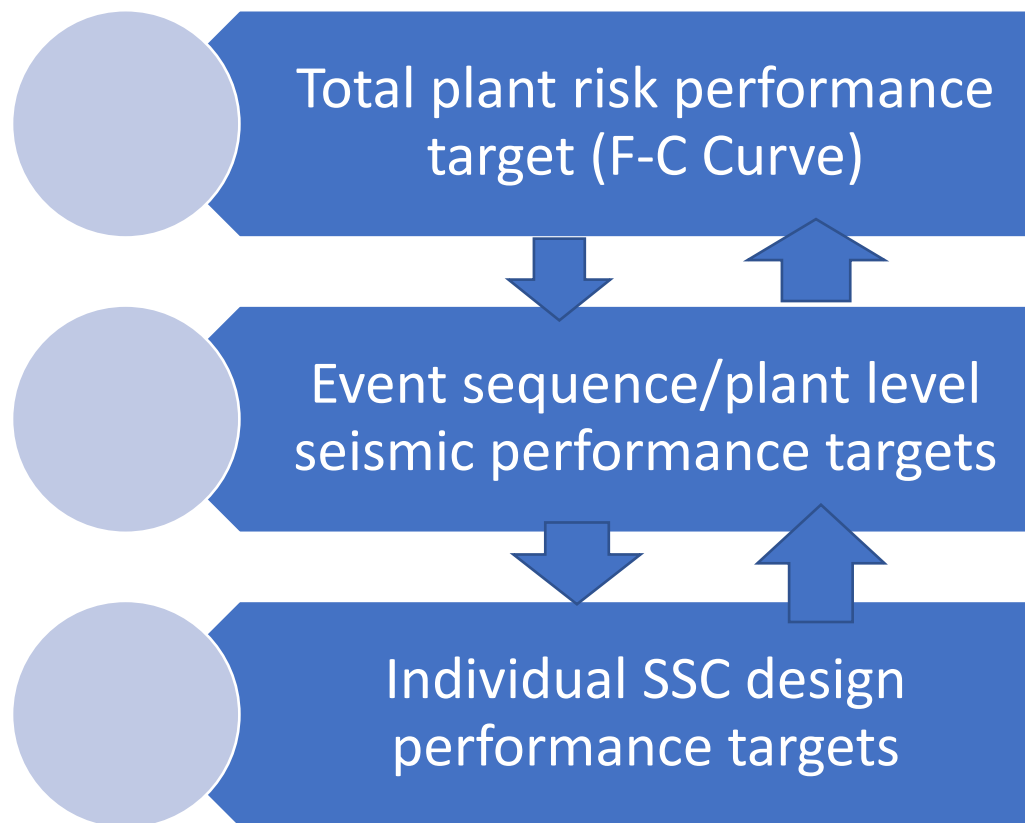 Total plant risk performance
target (F-C Curve)
Event sequence/plant level
seismic performance targets
Individual SSC design
performance targets